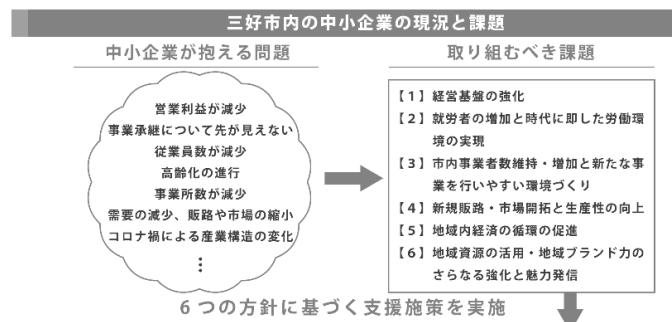 三好市内の中小企業の現況と課題
中小企業が抱える問題
営業利益が減少
事業承継について先が見えない
従業員数が減少
高齢化の進行
事業所数が減少
需要の減少、販路や市場の縮小
コロナ禍による産業構造の変化
⋮
取り組むべき課題
【1】経営基盤の強化
【2】就労者の増加と時代に即した労働環
境の実現
【3】市内事業者数維持・増加と新たな事
業を行いやすい環境づくり
【4】新規販路・市場開拓と生産性の向上
【5】地域内経済の循環の促進
【6】地域資源の活用・地域ブランド力の
さらなる強化と魅力発信
6つの方針に基づく支援施策を実施